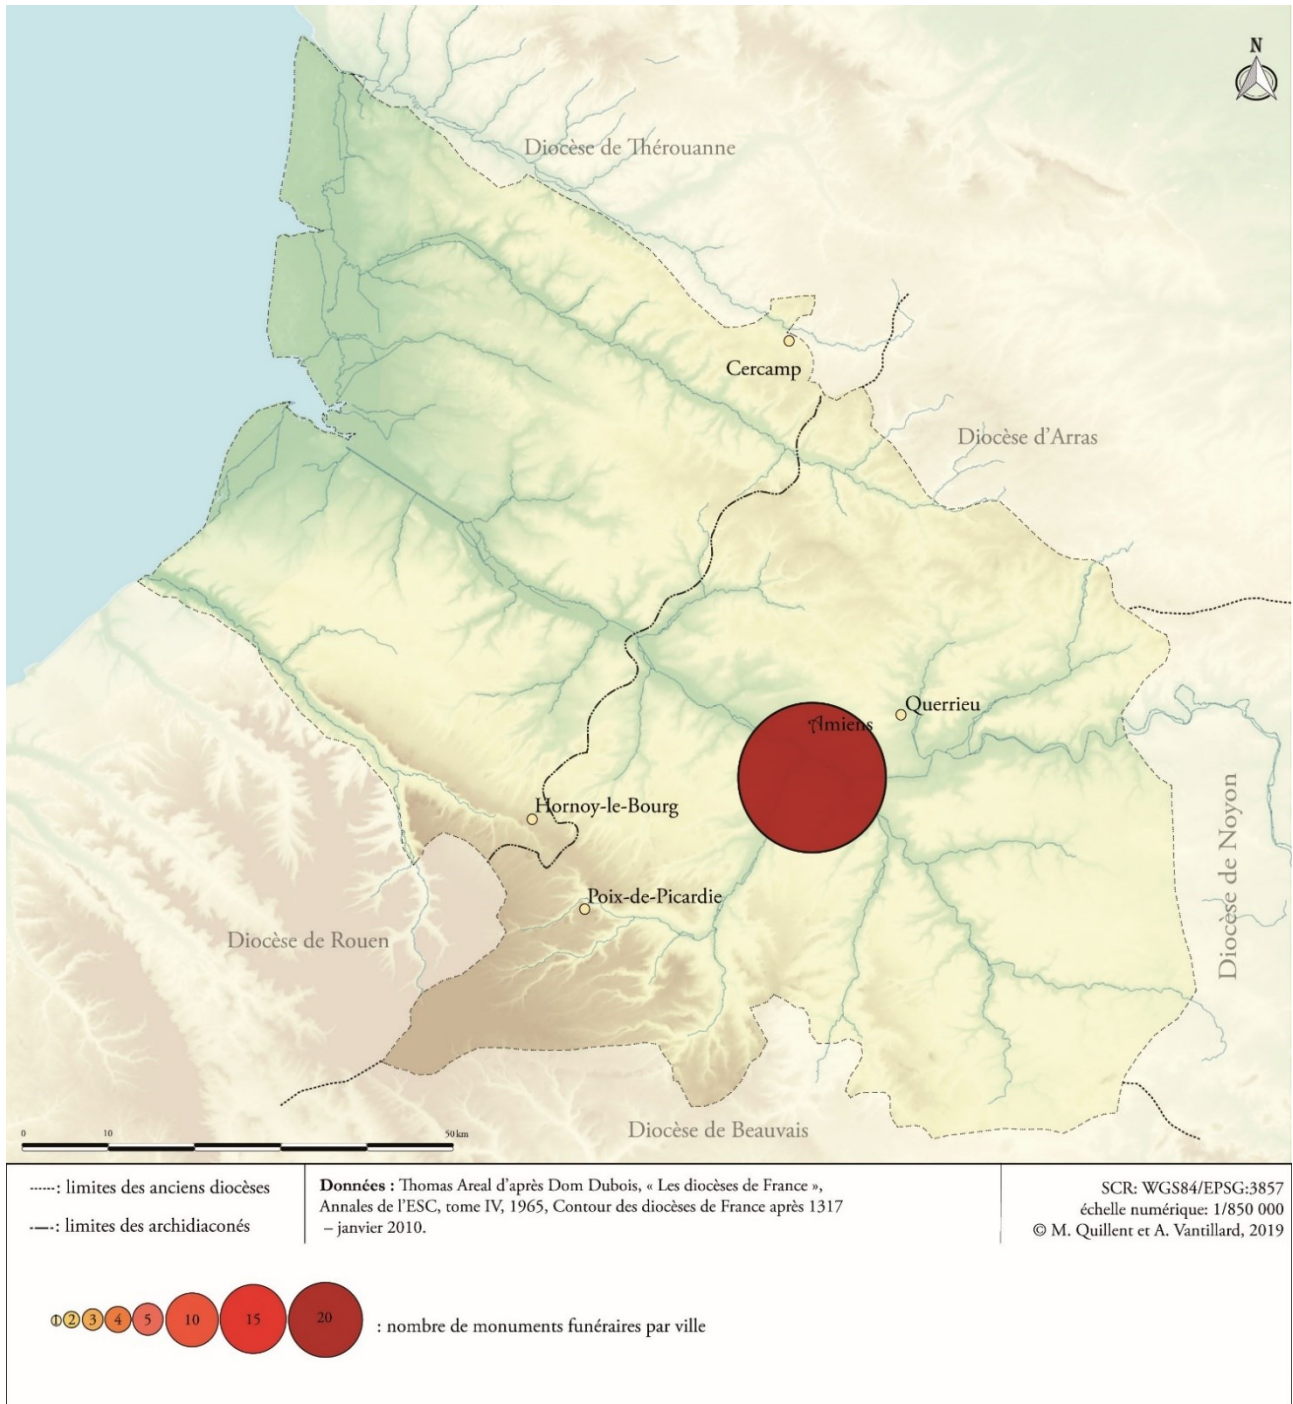 N
Diocèse de Thérouanne
Cercamp
Diocèse d'Arras
Querrieu
Amiens
Hornoy-le-Bourg
Diocèse de Noyon
Poix-de-Picardie
Diocèse de Rouen
Diocèse de Beauvais
0 10 50 km
: limites des anciens diocèses
: limites des archidiaconés
Données : Thomas Areal d'après Dom Dubois, « Les diocèses de France »,
Annales de l'ESC, tome IV, 1965, Contour des diocèses de France après 1317
– janvier 2010.
SCR: WGS84/EPSG:3857
échelle numérique: 1/850 000
© M. Quillent et A. Vantillard, 2019
1 2 3 4 5 10 15 20 : nombre de monuments funéraires par ville